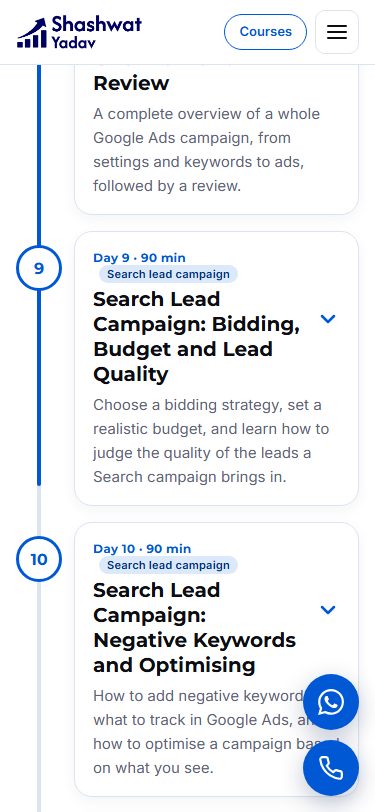 Shashwat
Yadav
Courses
Review
A complete overview of a whole
Google Ads campaign, from
settings and keywords to ads,
followed by a review.
9
Day 9 · 90 min
Search lead campaign
Search Lead
Campaign: Bidding,
Budget and Lead
Quality
Choose a bidding strategy, set a
realistic budget, and learn how to
judge the quality of the leads a
Search campaign brings in.
10
Day 10 · 90 min
Search lead campaign
Search Lead
Campaign:
Negative Keywords
and Optimising
How to add negative keyword
what to track in Google Ads,
how to optimise a campaign
on what you see.